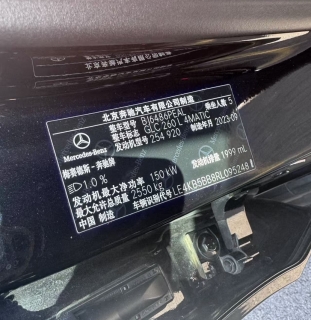 北京奔驰汽车有限公司制造
整车型号 BJ6486PEAL 乘坐人数 5
整车标志 GLC 260 L 4MATIC
发动机型号 254 920 制造年月 2023-09
Mercedes-Benz
梅赛德斯-奔驰牌 发动机排量 1999 mL
1.0 %
发动机最大净功率 150 kW
最大允许总质量 2550 kg
中国 制造 车辆识别代号 LE4KB5BB8RL095248